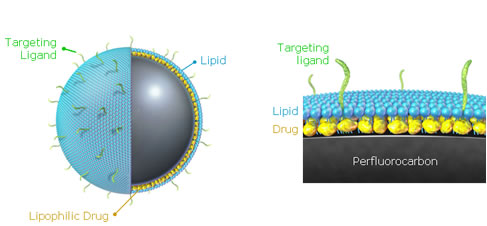 Targeting
Ligand
Lipid
Lipophilic Drug
Targeting
ligand
Lipid
Drug
Perfluorocarbon